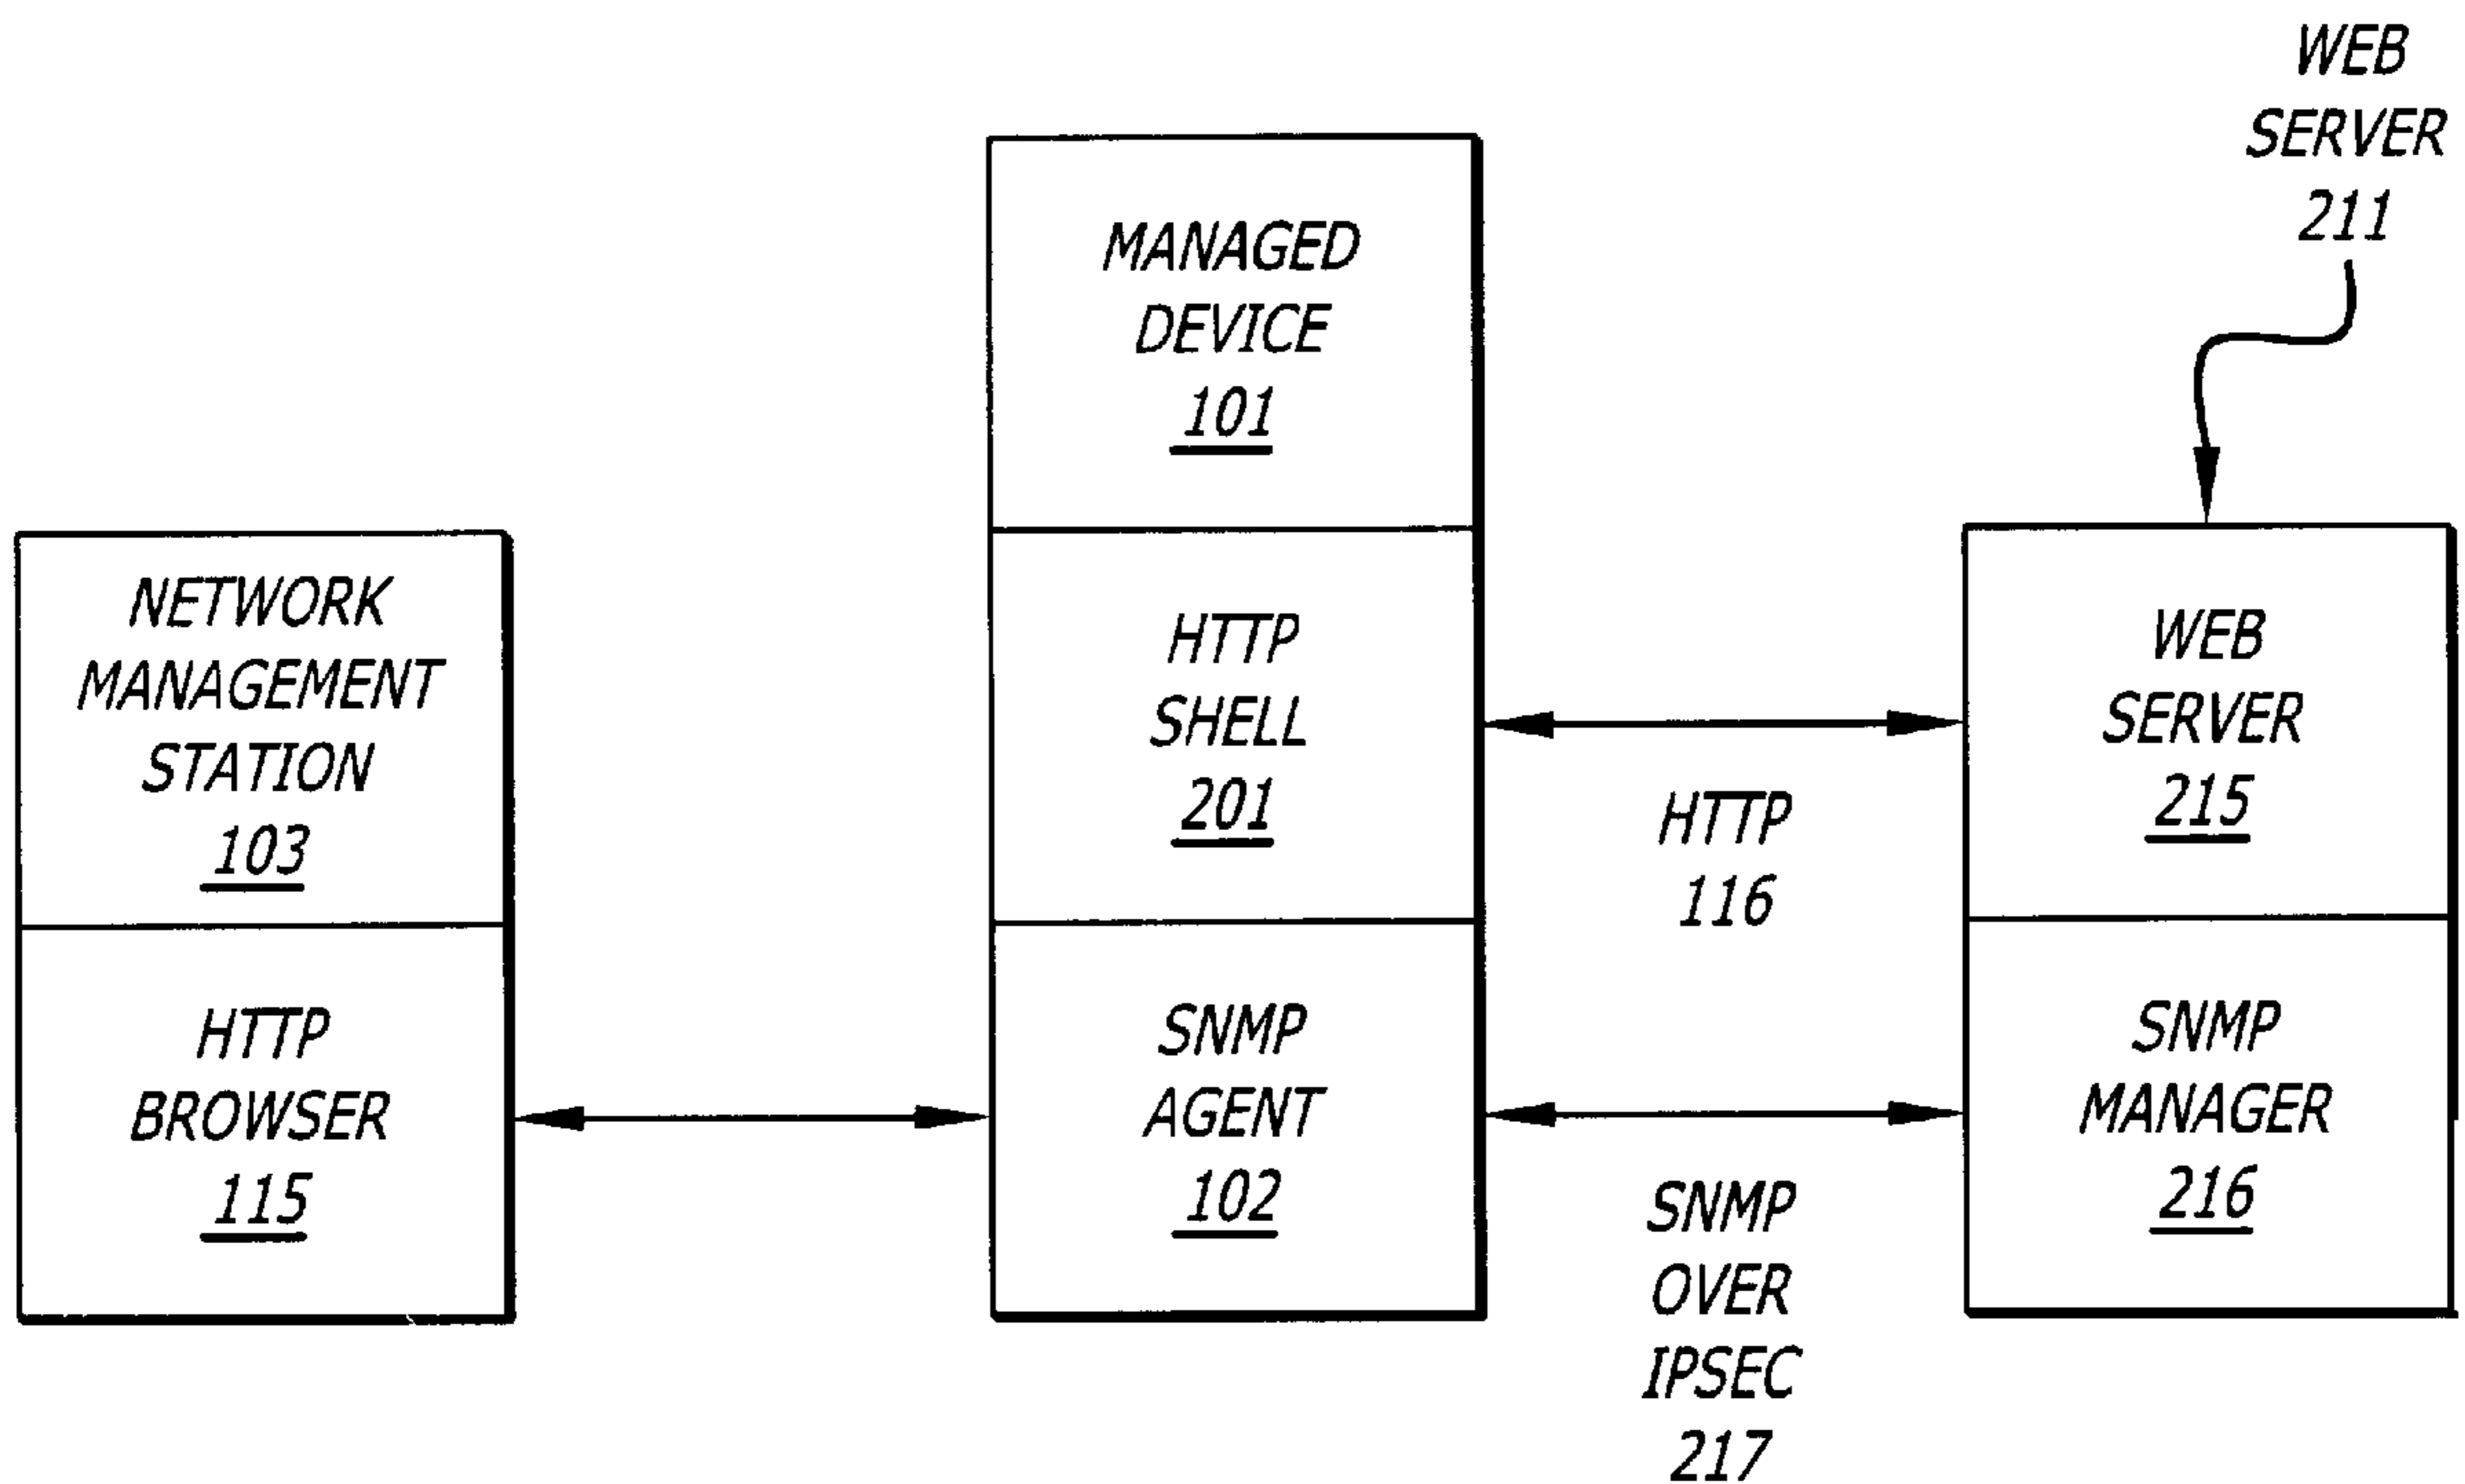 WEB
SERVER
211
MANAGED
DEVICE
101
NETWORK
MANAGEMENT
STATION
103
HTTP
SHELL
201
WEB
SERVER
215
HTTP
116
HTTP
BROWSER
115
SNMP
AGENT
102
SNMP
MANAGER
216
SNMP
OVER
IPSEC
217